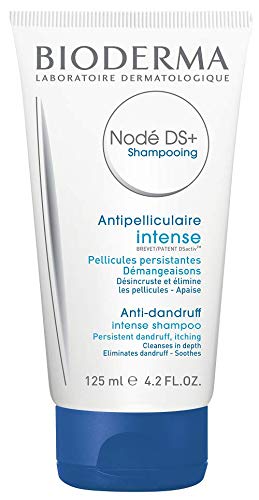 BIODERMA
LABORATOIRE DERMATOLOGIQUE
Nodé DS+
Shampooing
Antipelliculaire
intense
BREVET/PATENT DSactiv™
Pellicules persistantes
Démangeaisons
Désincruste et élimine
les pellicules - Apaise
Anti-dandruff
intense shampoo
Persistent dandruff, itching
Cleanses in depth
Eliminates dandruff - Soothes
125 ml e 4.2 FL.OZ.